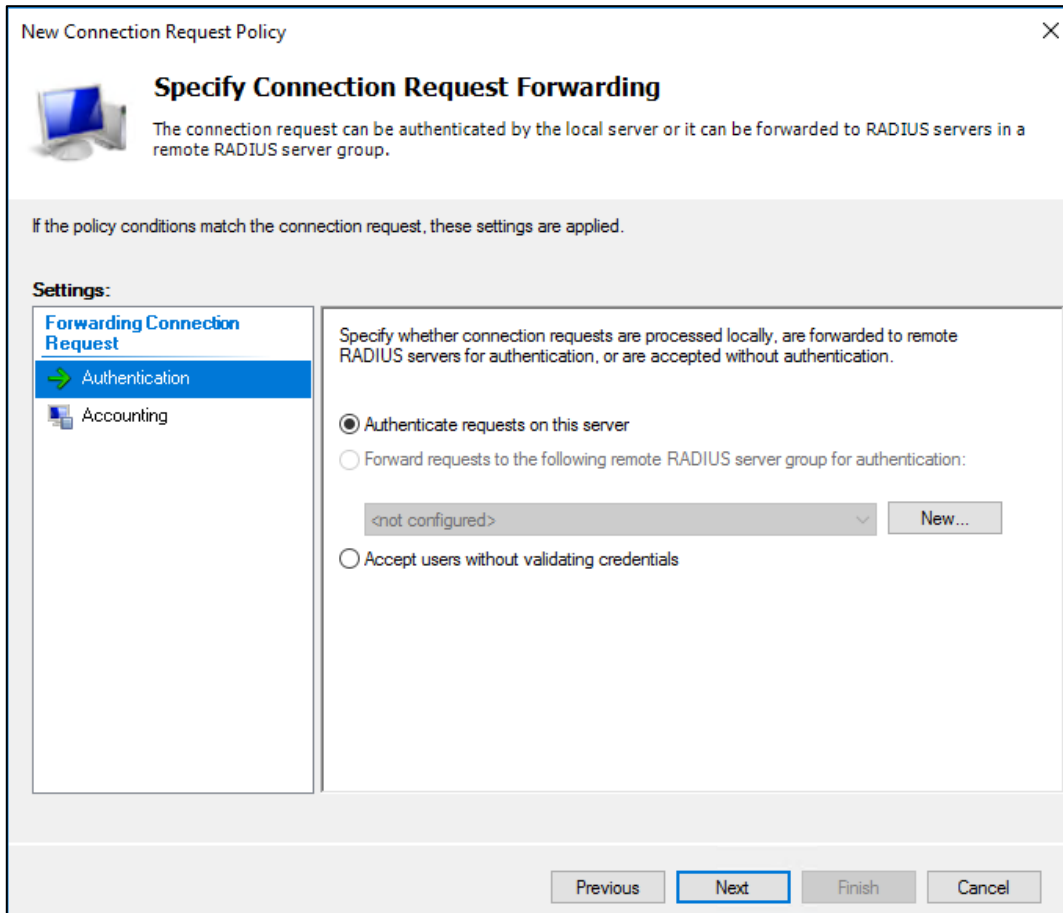 New Connection Request Policy
Specify Connection Request Forwarding
The connection request can be authenticated by the local server or it can be forwarded to RADIUS servers in a
remote RADIUS server group.
If the policy conditions match the connection request, these settings are applied.
Settings:
Forwarding Connection
Request
Authentication
Accounting
Specify whether connection requests are processed locally, are forwarded to remote
RADIUS servers for authentication, or are accepted without authentication.
Authenticate requests on this server
Forward requests to the following remote RADIUS server group for authentication:
<not configured>
New...
Accept users without validating credentials
Previous
Next
Finish
Cancel